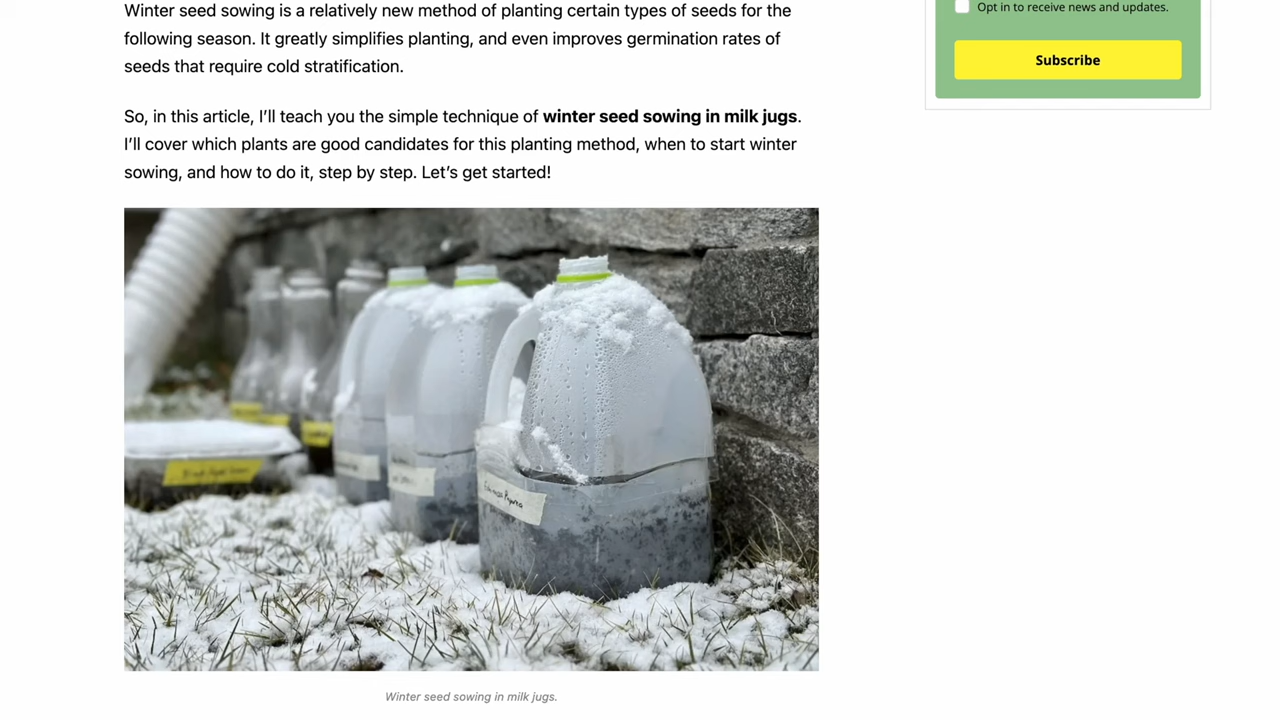 Winter seed sowing is a relatively new method of planting certain types of seeds for the
following season. It greatly simplifies planting, and even improves germination rates of
seeds that require cold stratification.
So, in this article, I’ll teach you the simple technique of winter seed sowing in milk jugs.
I’ll cover which plants are good candidates for this planting method, when to start winter
sowing, and how to do it, step by step. Let’s get started!
Winter seed sowing in milk jugs.
Opt in to receive news and updates.
Subscribe